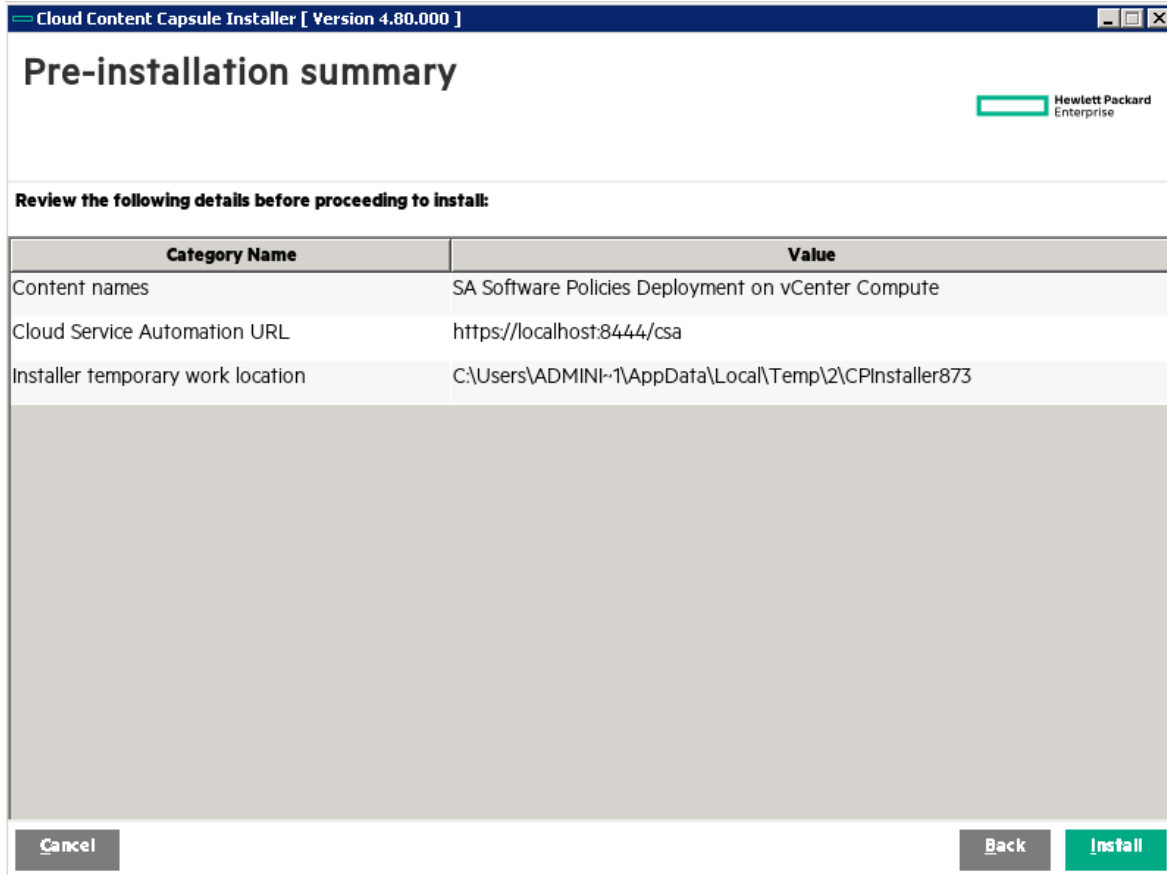 Cloud Content Capsule Installer [ Version 4.80.000 ]
Pre-installation summary
Hewlett Packard
Enterprise
Review the following details before proceeding to install:
Category Name Value
Content names SA Software Policies Deployment on vCenter Compute
Cloud Service Automation URL https://localhost:8444/csa
Installer temporary work location C:\Users\ADMINI~1\AppData\Local\Temp\2\CPInstaller873
Cancel Back Install